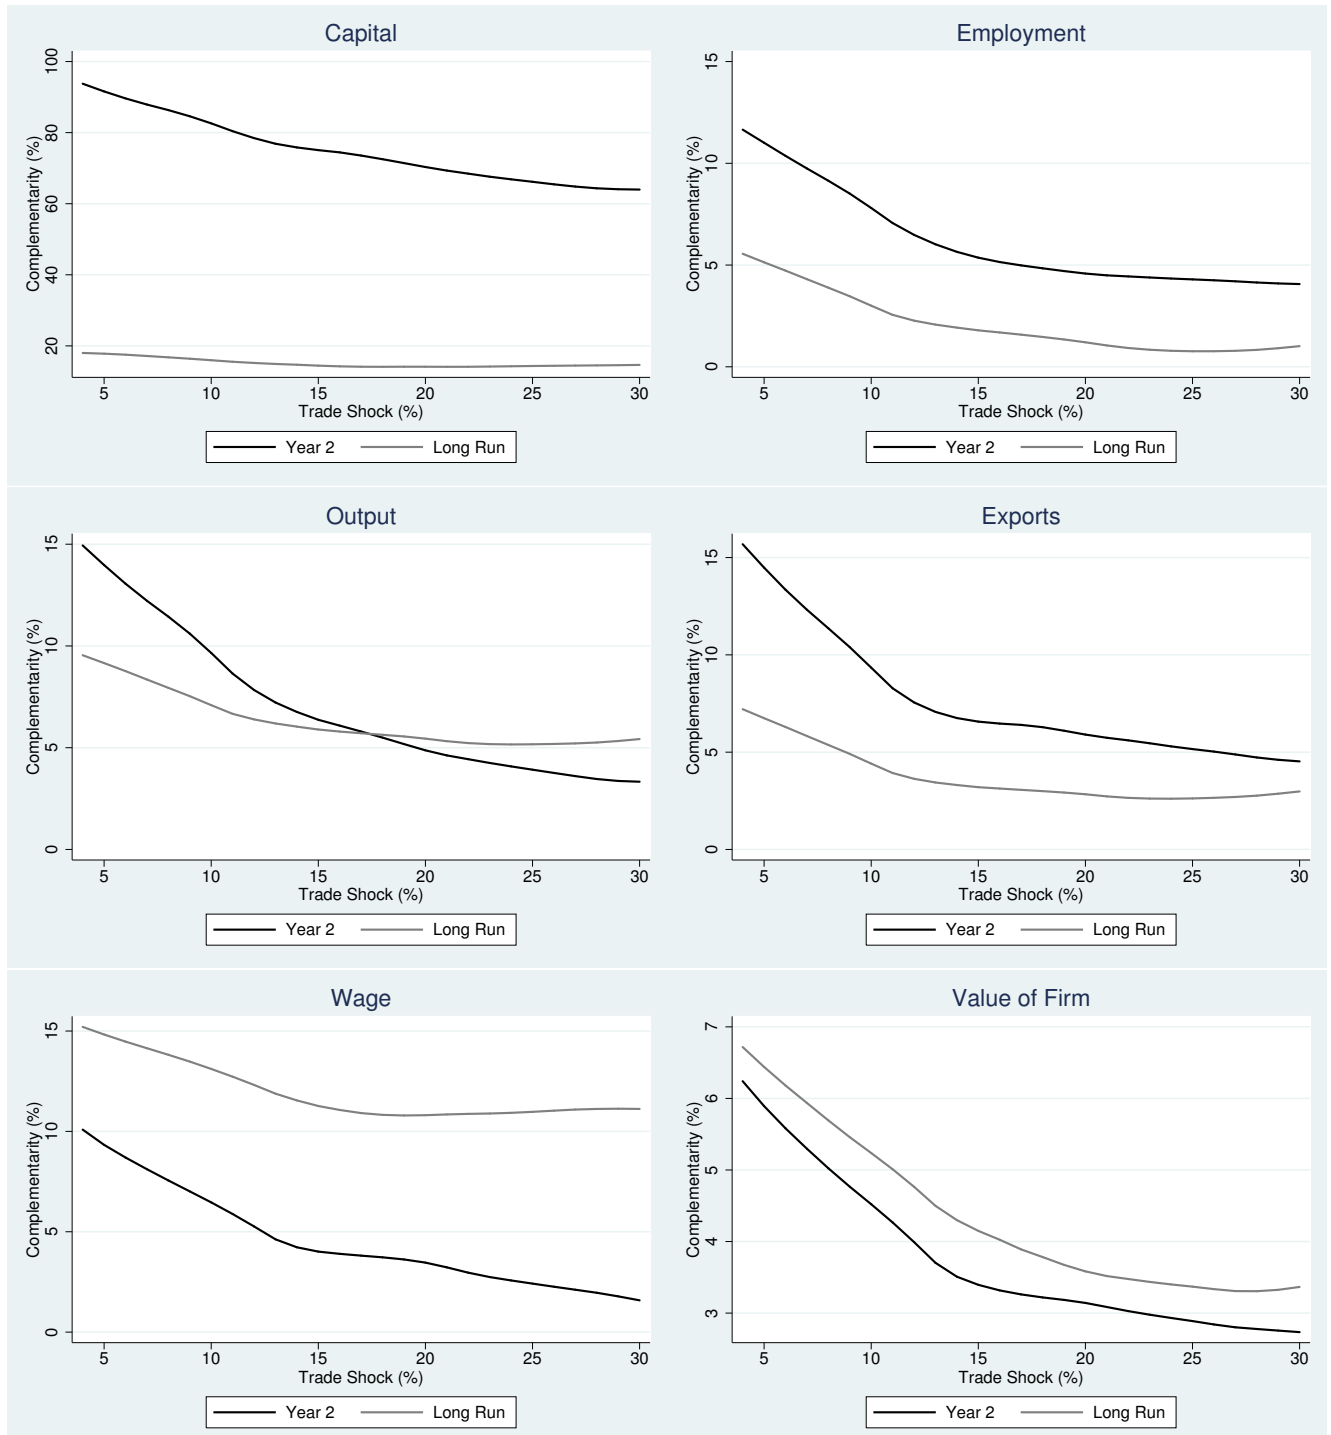 Capital
Complementarity (%)
100
80
60
40
20
5 10 15 20 25 30
Trade Shock (%)
Year 2 Long Run
Employment
Complementarity (%)
15
10
5
0
5 10 15 20 25 30
Trade Shock (%)
Year 2 Long Run
Output
Complementarity (%)
15
10
5
0
5 10 15 20 25 30
Trade Shock (%)
Year 2 Long Run
Exports
Complementarity (%)
15
10
5
0
5 10 15 20 25 30
Trade Shock (%)
Year 2 Long Run
Wage
Complementarity (%)
15
10
5
0
5 10 15 20 25 30
Trade Shock (%)
Year 2 Long Run
Value of Firm
Complementarity (%)
7
6
5
4
3
5 10 15 20 25 30
Trade Shock (%)
Year 2 Long Run